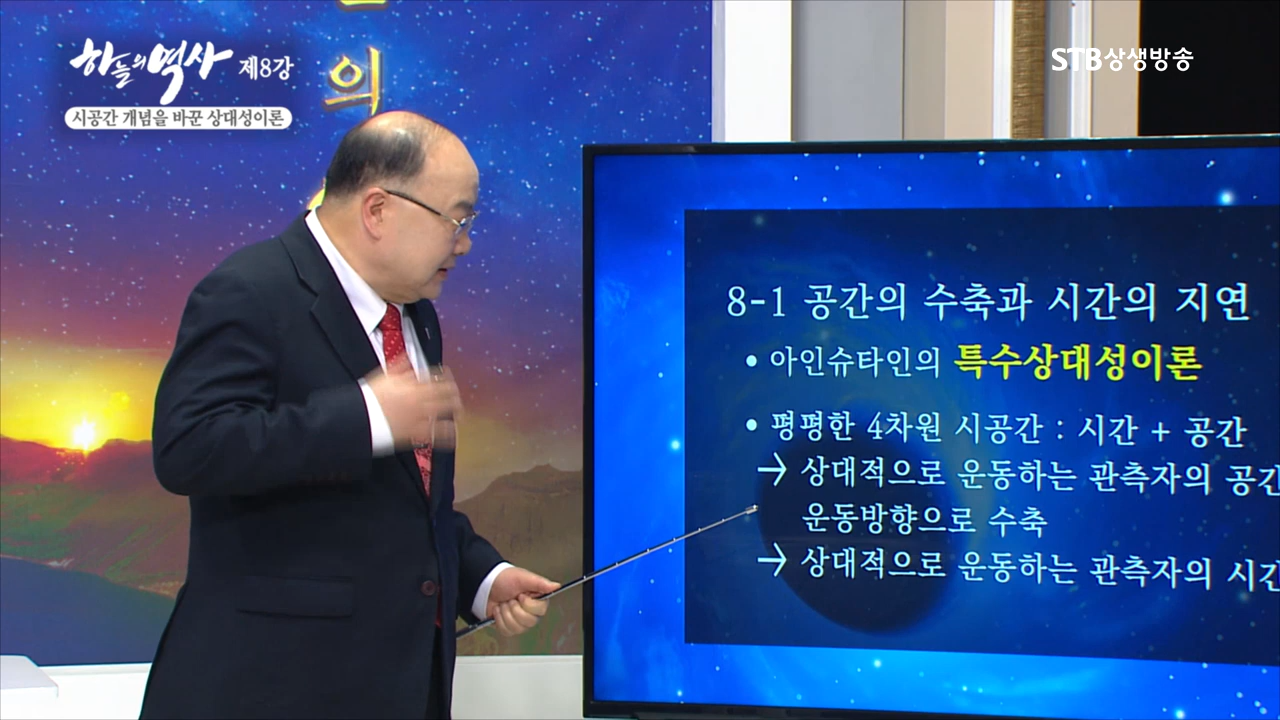 하늘의 역사 제8강
시공간 개념을 바꾼 상대성이론
의
STB상생방송
8-1 공간의 수축과 시간의 지연
• 아인슈타인의 특수상대성이론
• 평평한 4차원 시공간 : 시간 + 공간
→ 상대적으로 운동하는 관측자의 공간
운동방향으로 수축
→ 상대적으로 운동하는 관측자의 시간